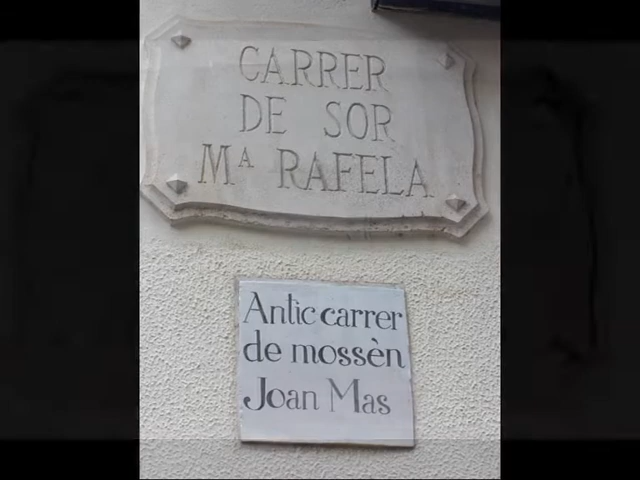 CARRER
DE SOR
Mᴬ RAFELA
Antic carrer
de mossèn
Joan Mas